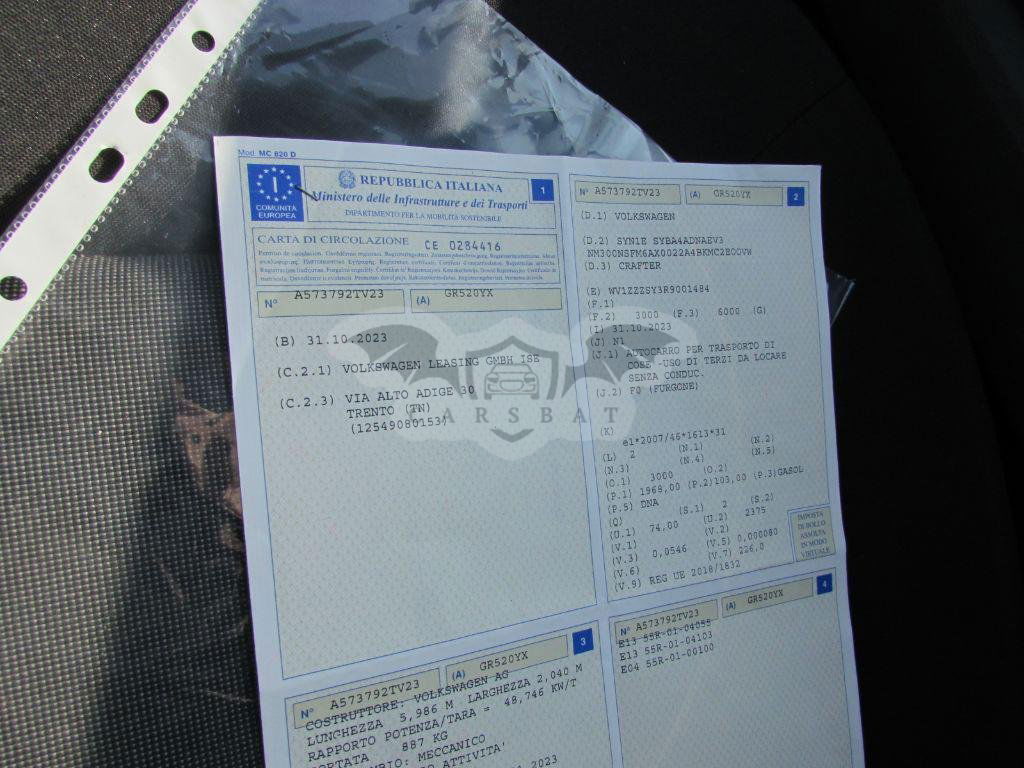 Mod. MC 820 D
I
COMUNITÀ
EUROPEA
REPUBBLICA ITALIANA
Ministero delle Infrastrutture e dei Trasporti
DIPARTIMENTO PER LA MOBILITÀ SOSTENIBILE
1
CARTA DI CIRCOLAZIONE CE 0284416
N° A573792TV23 (A) GR520YX
(B) 31.10.2023
(C.2.1) VOLKSWAGEN LEASING GMBH ISE
(C.2.3) VIA ALTO ADIGE 30
TRENTO (TN)
(12549080153)
N° A573792TV23 (A) GR520YX 2
(D.1) VOLKSWAGEN
(D.2) SYN1E SYBA4ADNAEV3
NM300NSFM6AX0022A4BKMC2E0OVW
(D.3) CRAFTER
(E) WV1ZZZSY3R9001484
(F.1)
(F.2) 3000 (F.3) 6000 (G)
(I) 31.10.2023
(J) N1
(J.1) AUTOCARRO PER TRASPORTO DI
COSE -USO DI TERZI DA LOCARE
SENZA CONDUC.
(J.2) F0 (FURGONE)
(K)
e1*2007/46*1613*31
(L) 2 (N.1) (N.2)
(N.3) (N.4) (N.5)
(O.1) 3000 (O.2)
(P.1) 1968,00 (P.2)103,00 (P.3)GASOL
(P.5) DNA
(Q) (S.1) 2 (S.2)
(U.1) 74,00 (U.2) 2375
(V.1) (V.2)
(V.3) 0,0546 (V.5) 0,000080
(V.6) (V.7) 226,0
(V.9) REG UE 2018/1832
IMPOSTA
DI BOLLO
ASSOLTA
IN MODO
VIRTUALE
CARSBAT
3
N° A573792TV23 (A) GR520YX
COSTRUTTORE: VOLKSWAGEN AG
LUNGHEZZA 5,986 M LARGHEZZA 2,040 M
RAPPORTO POTENZA/TARA = 48,746 KW/T
PORTATA 887 KG
CAMBIO: MECCANICO
ATTIVITA'
2023
N° A573792TV23 (A) GR520YX 4
E13 55R-01-04055
E13 55R-01-04103
E04 55R-01-00100